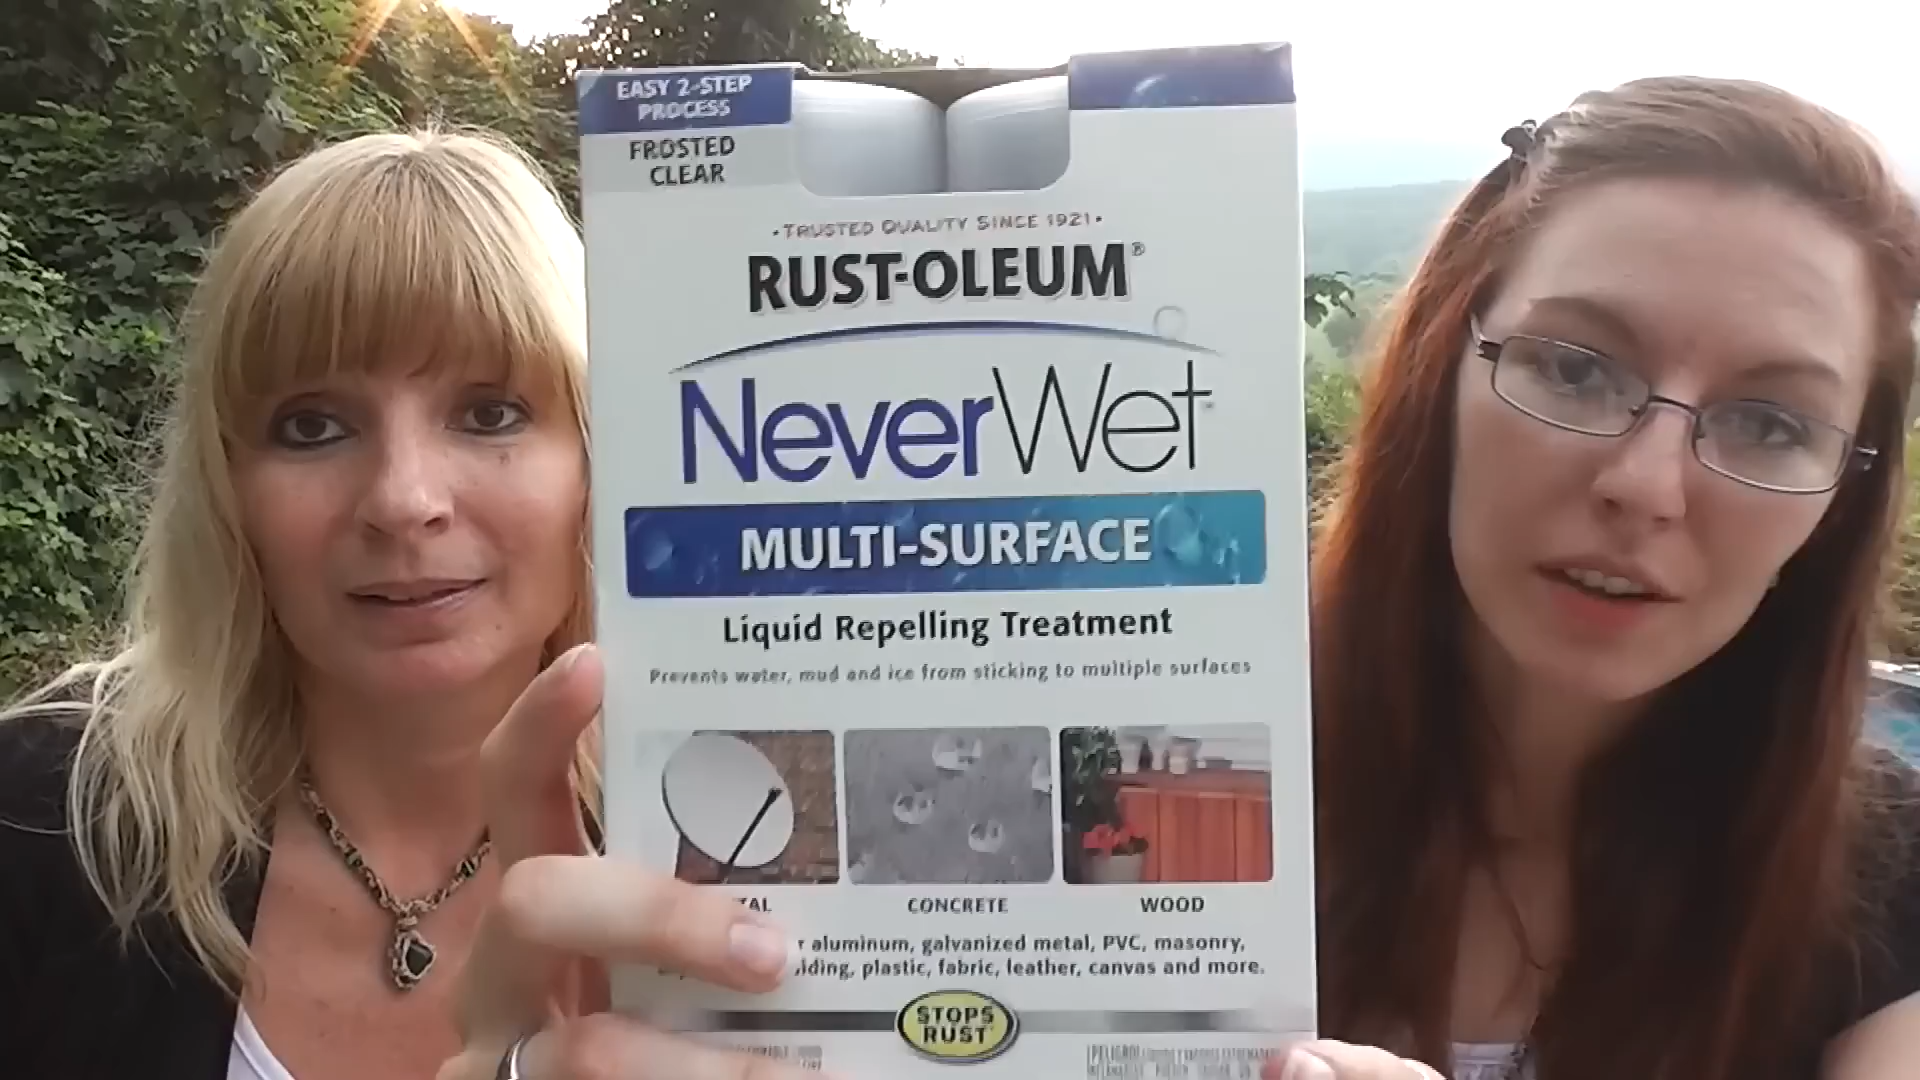 EASY 2-STEP
PROCESS
FROSTED
CLEAR
•TRUSTED QUALITY SINCE 1921•
RUST-OLEUM®
NeverWet™
MULTI-SURFACE
Liquid Repelling Treatment
Prevents water, mud and ice from sticking to multiple surfaces
CONCRETE
WOOD
aluminum, galvanized metal, PVC, masonry,
plastic, fabric, leather, canvas and more.
STOPS
RUST
¡PELIGRO!